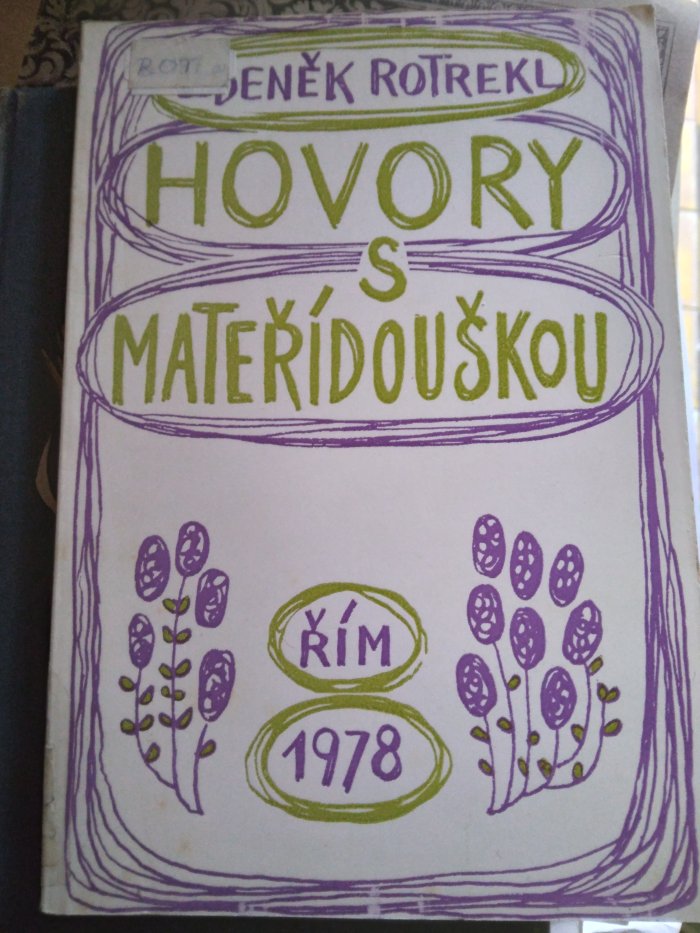 ZDENĚK ROTREKL
HOVORY
S
MATEŘÍDOUŠKOU
ŘÍM
1978